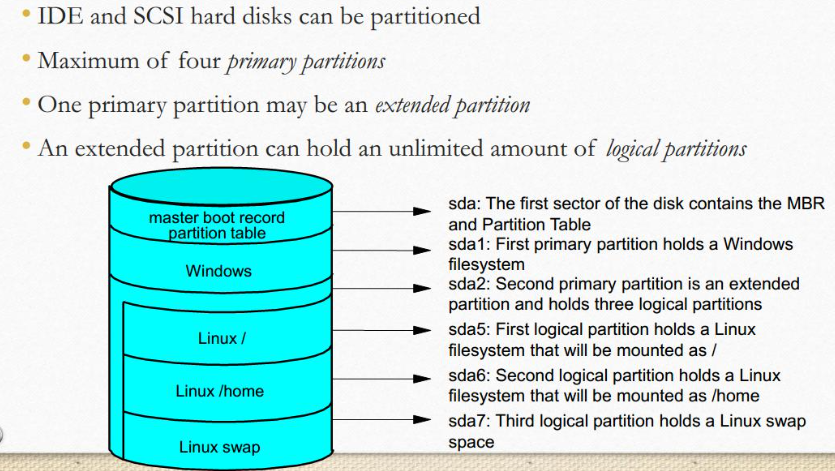 • IDE and SCSI hard disks can be partitioned
• Maximum of four primary partitions
• One primary partition may be an extended partition
• An extended partition can hold an unlimited amount of logical partitions
master boot record
partition table
Windows
Linux /
Linux /home
Linux swap
sda: The first sector of the disk contains the MBR
and Partition Table
sda1: First primary partition holds a Windows
filesystem
sda2: Second primary partition is an extended
partition and holds three logical partitions
sda5: First logical partition holds a Linux
filesystem that will be mounted as /
sda6: Second logical partition holds a Linux
filesystem that will be mounted as /home
sda7: Third logical partition holds a Linux swap
space